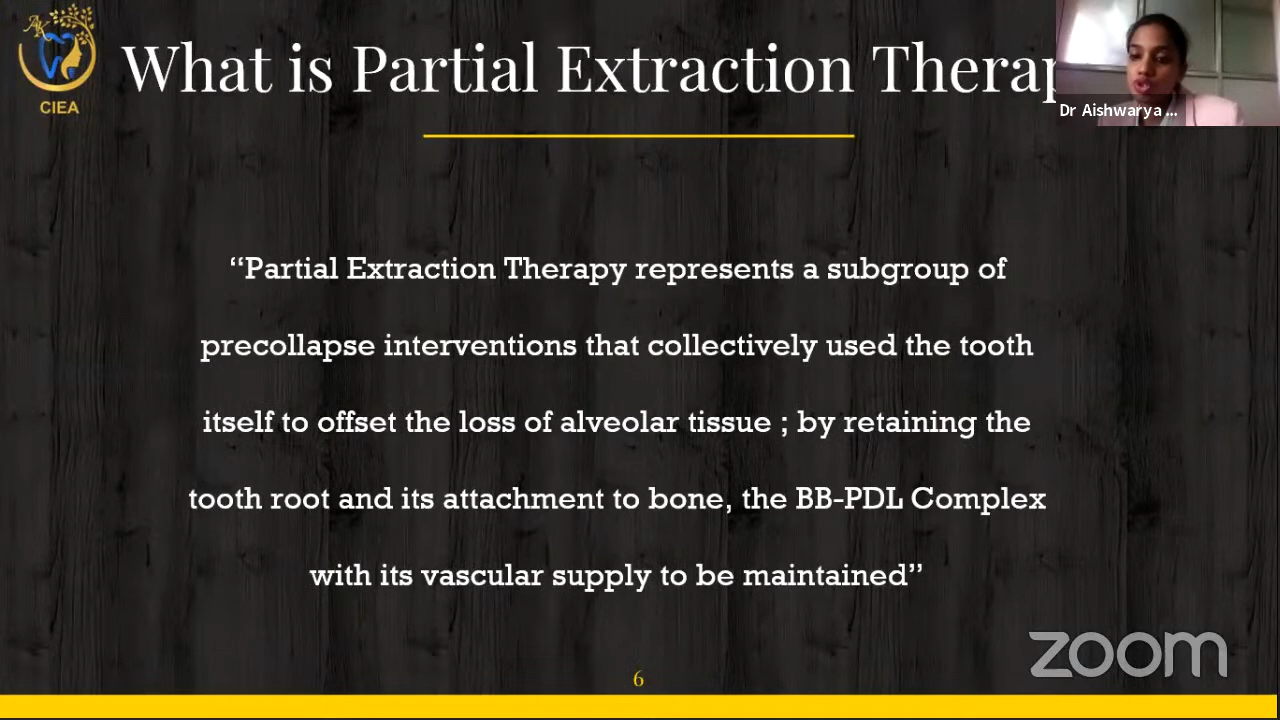 AK
CIEA
What is Partial Extraction Therap
Dr Aishwarya ...
“Partial Extraction Therapy represents a subgroup of
precollapse interventions that collectively used the tooth
itself to offset the loss of alveolar tissue ; by retaining the
tooth root and its attachment to bone, the BB-PDL Complex
with its vascular supply to be maintained”
zoom
6